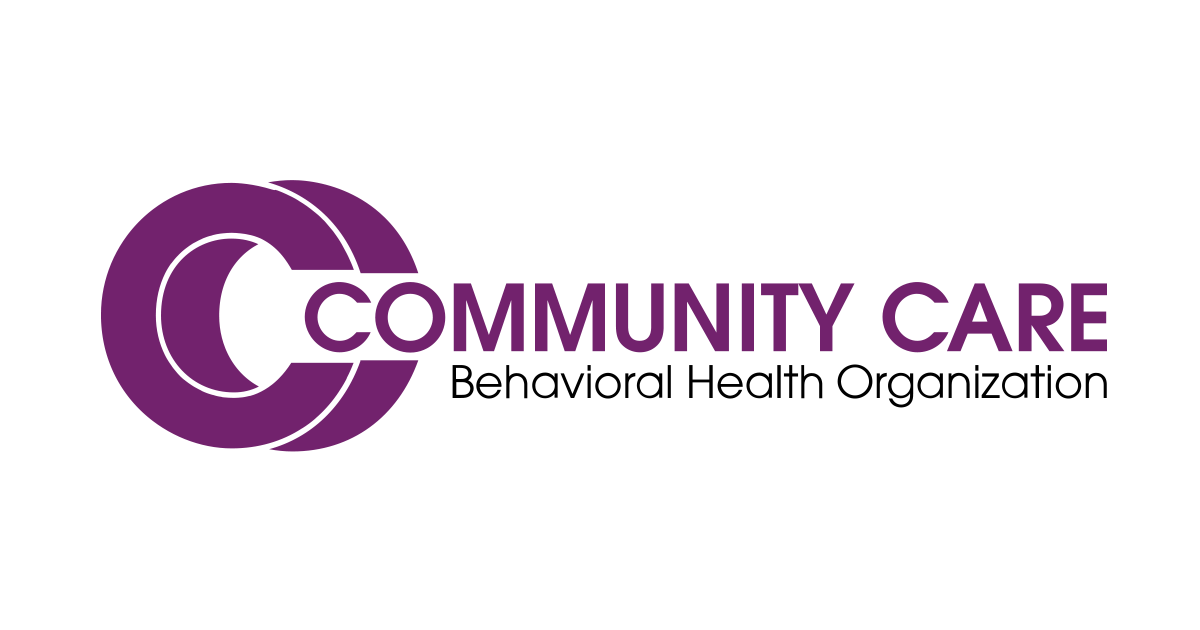 COMMUNITY CARE
Behavioral Health Organization